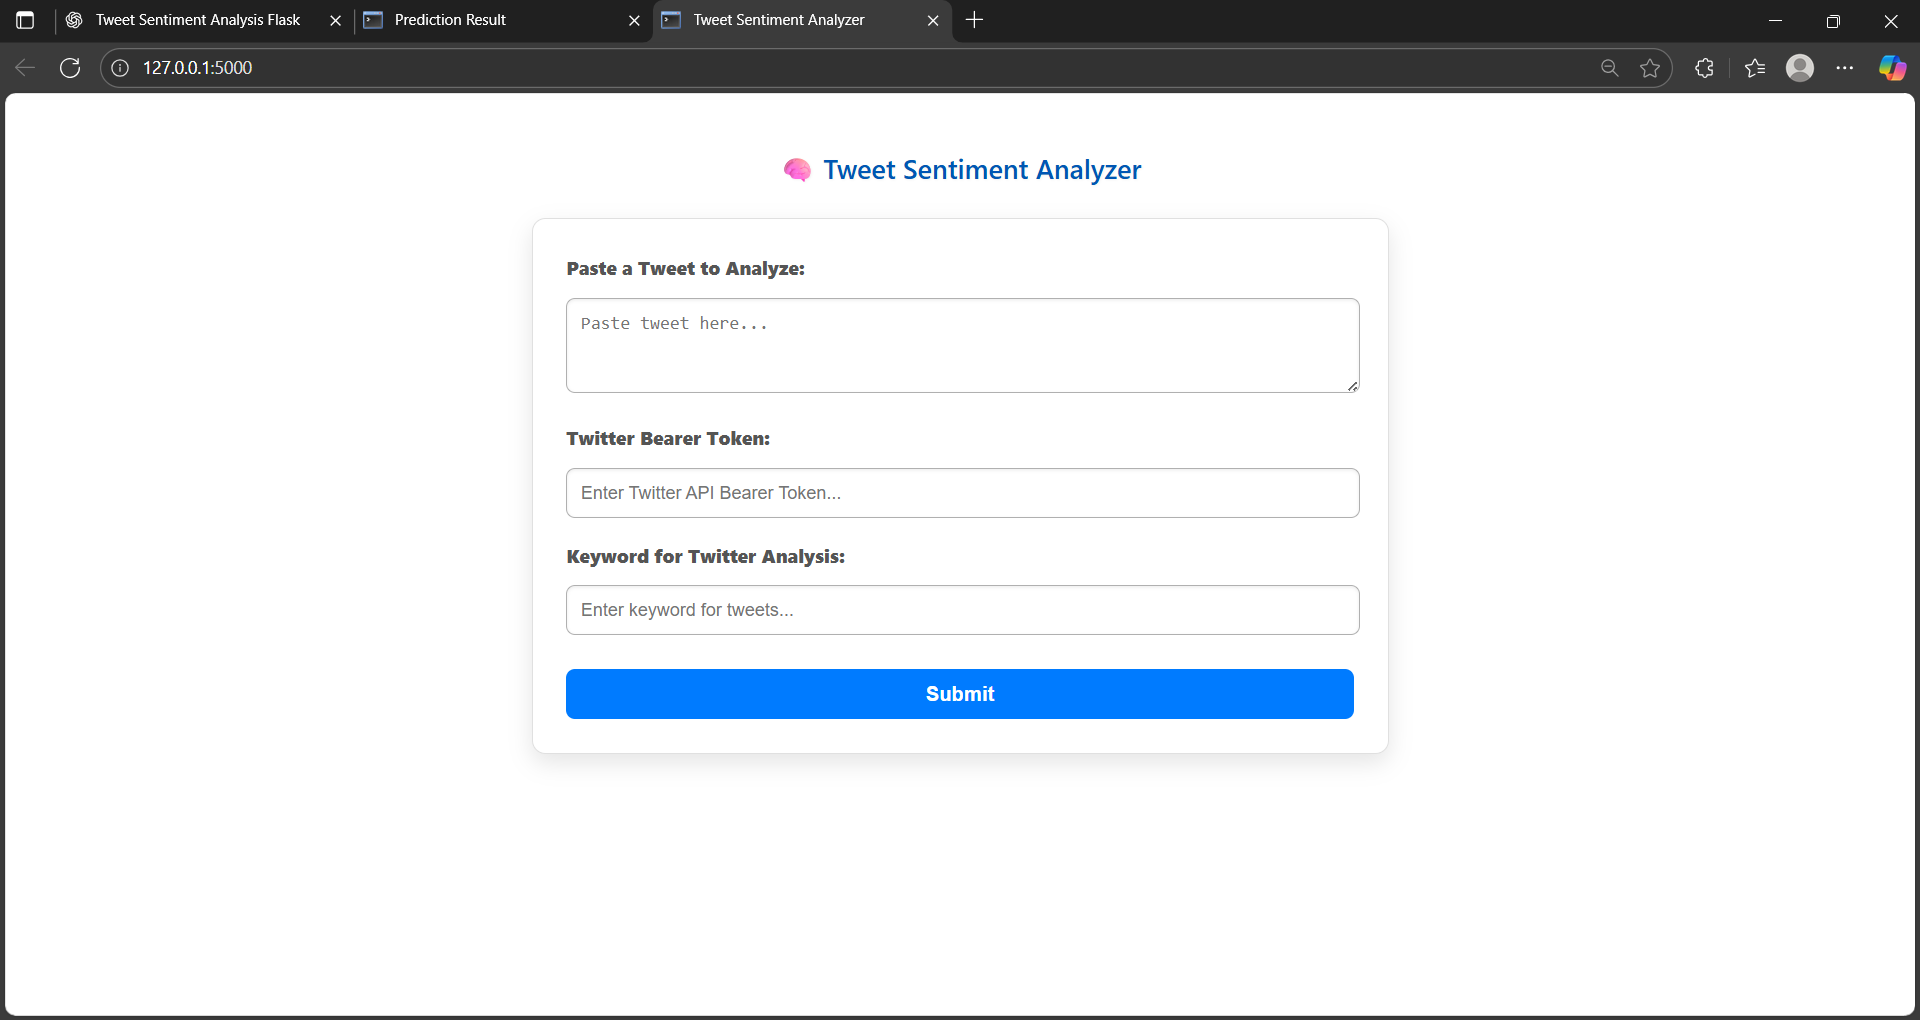 Tweet Sentiment Analysis Flask
Prediction Result
Tweet Sentiment Analyzer
127.0.0.1:5000
🧠 Tweet Sentiment Analyzer
Paste a Tweet to Analyze:
Paste tweet here...
Twitter Bearer Token:
Enter Twitter API Bearer Token...
Keyword for Twitter Analysis:
Enter keyword for tweets...
Submit